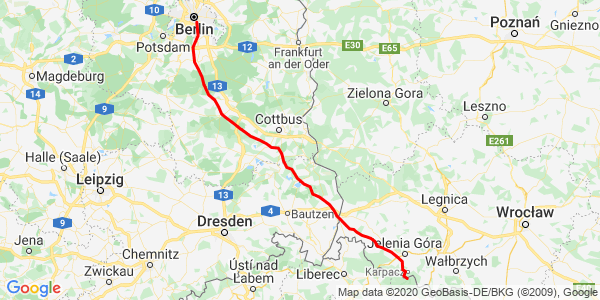 10
Berlin
Potsdam
12
E30
E65
Poznań
Gniezno
Frankfurt
an der Oder
2
Magdeburg
14
13
Zielona Gora
9
Cottbus
Leszno
E261
Halle (Saale)
9
Leipzig
13
Legnica
4
Bautzen
Wrocław
9
Dresden
Jena
Chemnitz
Jelenia Góra
Wałbrzych
Zwickau
Ústí nad
Labem
Liberec
Karpacz
Google
Map data ©2020 GeoBasis-DE/BKG (©2009), Google